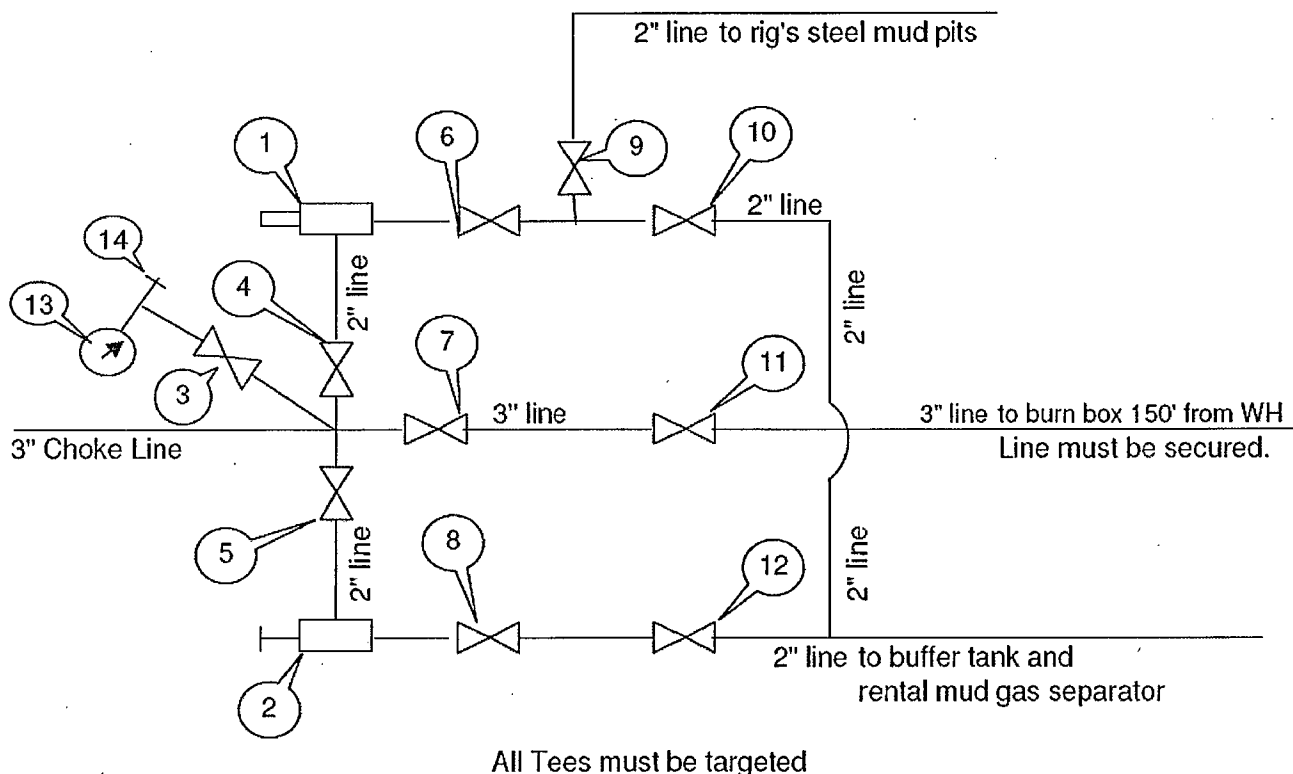 2" line to rig's steel mud pits
1
6
9
10
2" line
14
13
4
2" line
2" line
3
7
11
3" line
3" line to burn box 150' from WH
3" Choke Line
Line must be secured.
5
2" line
8
12
2" line
2
2" line to buffer tank and
rental mud gas separator
All Tees must be targeted